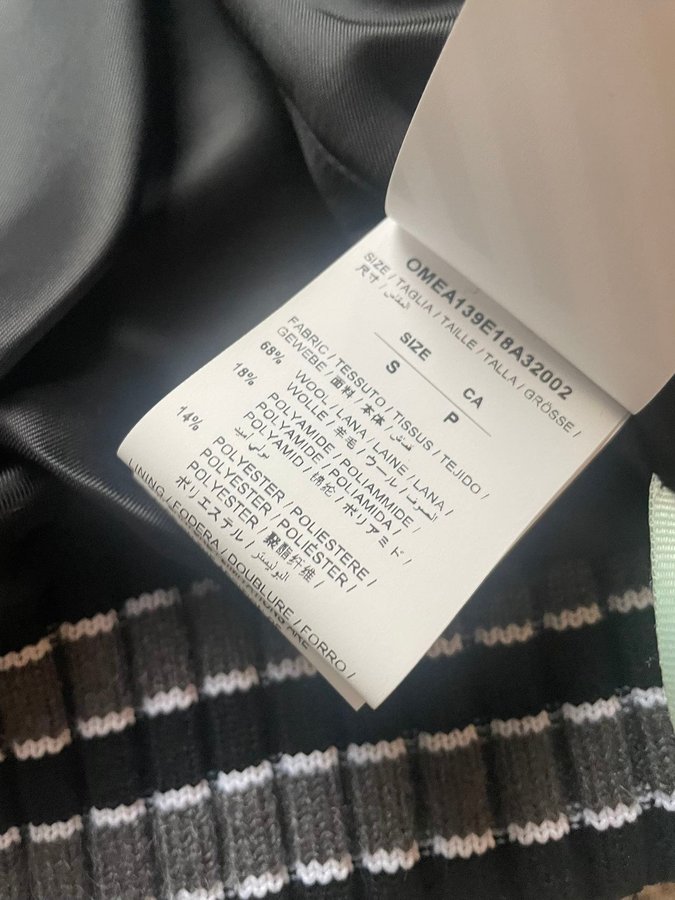 OMEA139E18A32002
SIZE / TAGLIA / TAILLE / TALLA / GRÖSSE /
尺寸 / المقاس /
SIZE CA
S P
FABRIC / TESSUTO / TISSUS / TEJIDO /
GEWEBE / 面料 / 本体 / قماش
68% WOOL / LANA / LAINE / LANA /
WOLLE / 羊毛 / ウール / الصوف /
18% POLYAMIDE / POLIAMMIDE /
POLYAMIDE / POLIAMIDA /
POLYAMID / 锦纶 / ポリアミド /
14% POLYESTER / POLIESTERE /
POLYESTER / POLIÉSTER /
POLYESTER / 聚酯纤维 /
ポリエステル / البوليستر /
LINING / FODERA / DOUBLURE / FORRO /